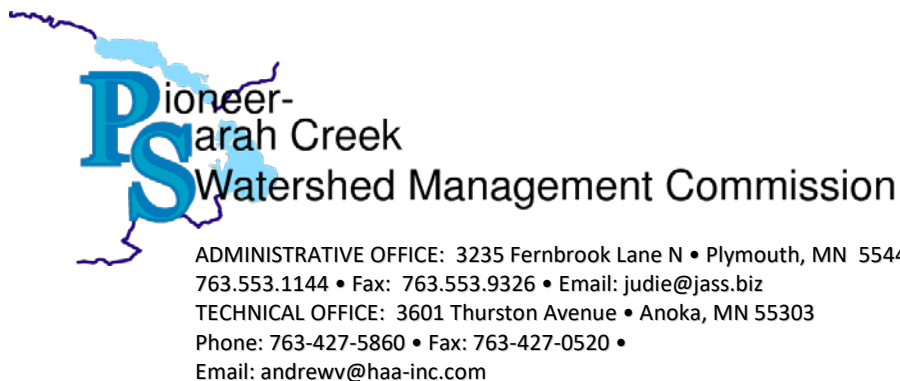 Pioneer-
Sarah Creek
Watershed Management Commission
ADMINISTRATIVE OFFICE: 3235 Fernbrook Lane N • Plymouth, MN 5544
763.553.1144 • Fax: 763.553.9326 • Email: judie@jass.biz
TECHNICAL OFFICE: 3601 Thurston Avenue • Anoka, MN 55303
Phone: 763-427-5860 • Fax: 763-427-0520 •
Email: andrewv@haa-inc.com